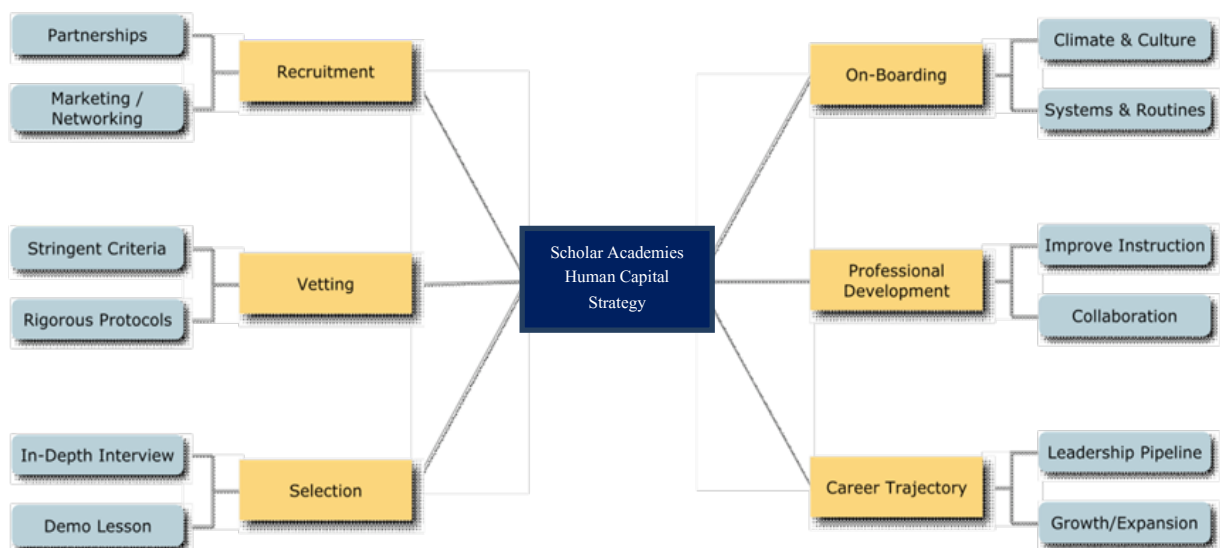 Partnerships
Recruitment
Marketing /
Networking
Stringent Criteria
Vetting
Rigorous Protocols
In-Depth Interview
Selection
Demo Lesson
Scholar Academies
Human Capital
Strategy
On-Boarding
Climate & Culture
Systems & Routines
Professional
Development
Improve Instruction
Collaboration
Career Trajectory
Leadership Pipeline
Growth/Expansion